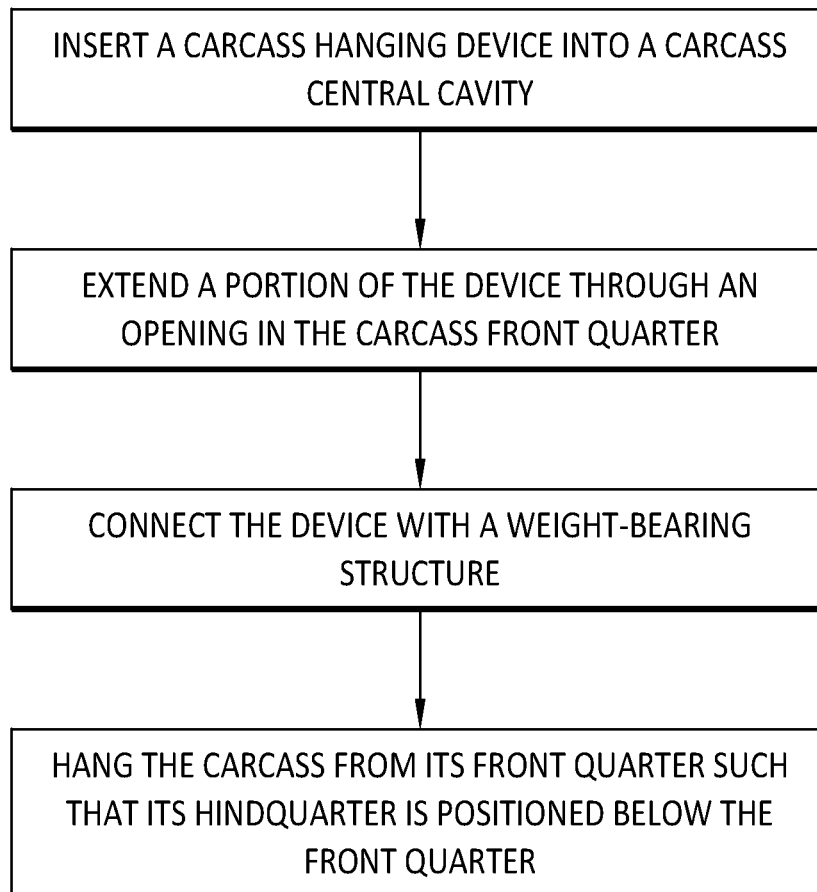 INSERT A CARCASS HANGING DEVICE INTO A CARCASS
CENTRAL CAVITY
EXTEND A PORTION OF THE DEVICE THROUGH AN
OPENING IN THE CARCASS FRONT QUARTER
CONNECT THE DEVICE WITH A WEIGHT-BEARING
STRUCTURE
HANG THE CARCASS FROM ITS FRONT QUARTER SUCH
THAT ITS HINDQUARTER IS POSITIONED BELOW THE
FRONT QUARTER